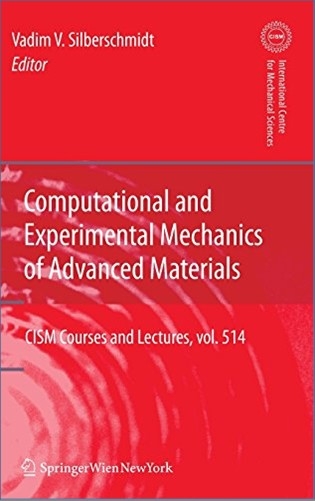 Vadim V. Silberschmidt
Editor
CISM
International Centre
for Mechanical Sciences
Computational and
Experimental Mechanics
of Advanced Materials
CISM Courses and Lectures, vol. 514
SpringerWienNewYork